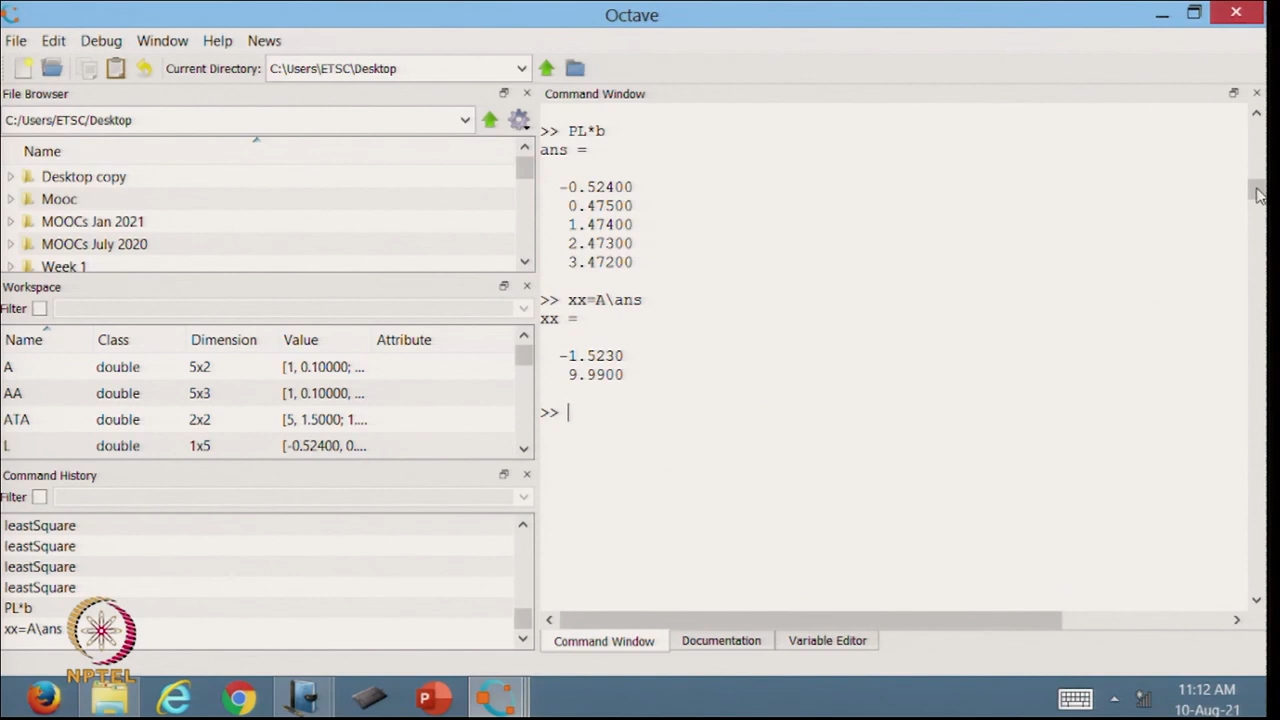 Octave
File Edit Debug Window Help News
Current Directory: C:\Users\ETSC\Desktop
File Browser
C:/Users/ETSC/Desktop
Name
Desktop copy
Mooc
MOOCs Jan 2021
MOOCs July 2020
Week 1
Workspace
Filter
Name Class Dimension Value Attribute
A double 5x2 [1, 0.10000; ...
AA double 5x3 [1, 0.10000, ...
ATA double 2x2 [5, 1.5000; 1....
L double 1x5 [-0.52400, 0....
Command History
Filter
leastSquare
leastSquare
leastSquare
leastSquare
PL*b
xx=A\ans
NPTEL
Command Window
>> PL*b
ans =
-0.52400
0.47500
1.47400
2.47300
3.47200
>> xx=A\ans
xx =
-1.5230
9.9900
>>
Command Window Documentation Variable Editor
11:12 AM
10-Aug-21